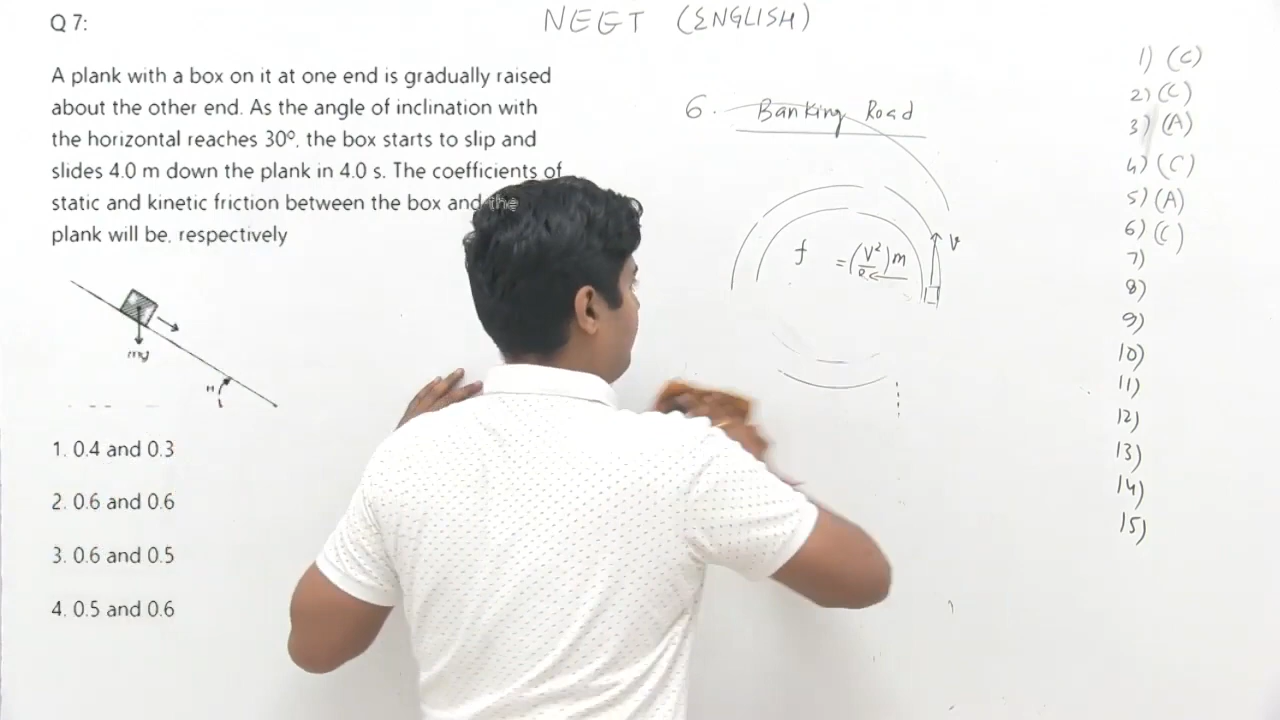 Q 7:
NEET (ENGLISH)
A plank with a box on it at one end is gradually raised
about the other end. As the angle of inclination with
the horizontal reaches 30º, the box starts to slip and
slides 4.0 m down the plank in 4.0 s. The coefficients of
static and kinetic friction between the box and the
plank will be, respectively
mg
1. 0.4 and 0.3
2. 0.6 and 0.6
3. 0.6 and 0.5
4. 0.5 and 0.6
6. Banking Road
f = (V²/R)m
v
1) (C)
2) (C)
3) (A)
4) (C)
5) (A)
6) (C)
7)
8)
9)
10)
11)
12)
13)
14)
15)